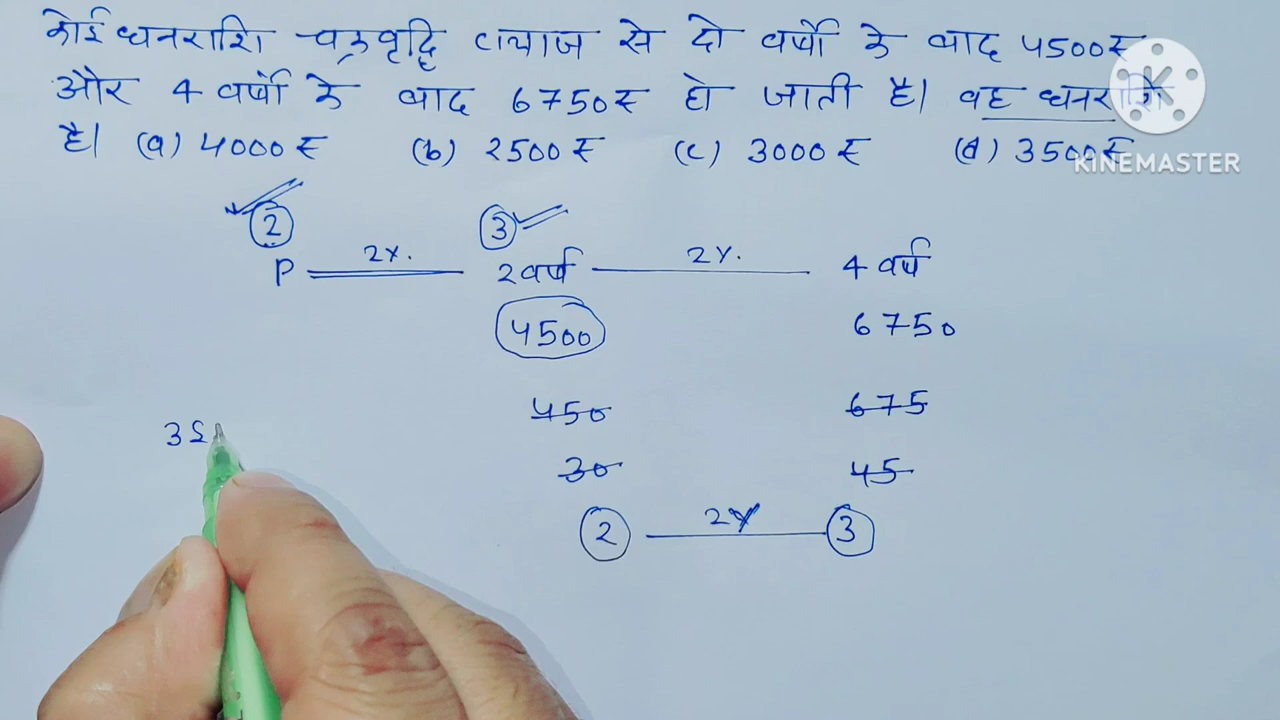 कोई धनराशि चक्रवृद्धि ब्याज से दो वर्षों के बाद 4500₹
और 4 वर्षों के बाद 6750₹ हो जाती है। वह धनराशि
है। (a) 4000₹ (b) 2500₹ (c) 3000₹ (d) 3500₹
KINEMASTER
2 3
P 2Y. 2वर्ष 2Y. 4 वर्ष
4500 6750
450 675
3
30 45
2 2Y 3